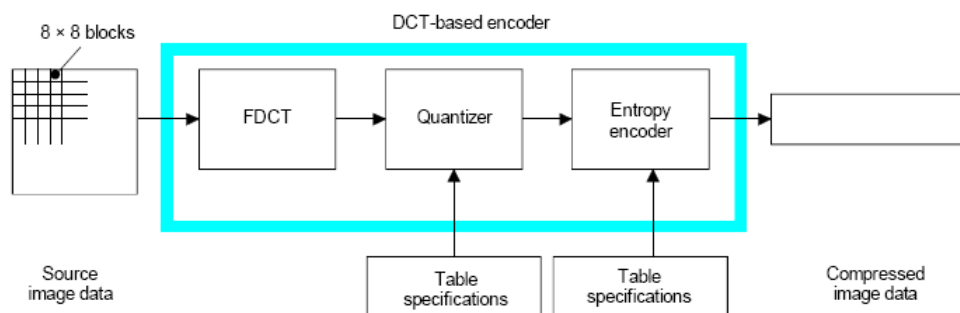 DCT-based encoder
8 × 8 blocks
FDCT
Quantizer
Entropy
encoder
Source
image data
Table
specifications
Table
specifications
Compressed
image data